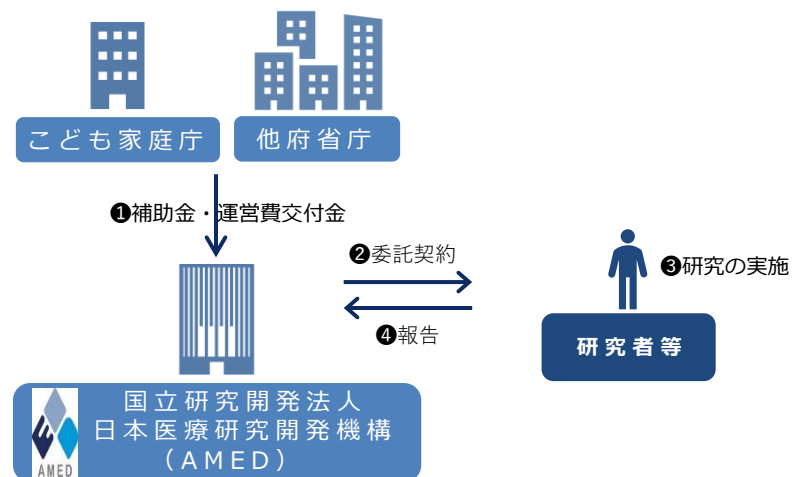 こども家庭庁
他府省庁
❶補助金・運営費交付金
❷委託契約
❸研究の実施
❹報告
研究者等
国立研究開発法人
日本医療研究開発機構
（AMED）
AMED